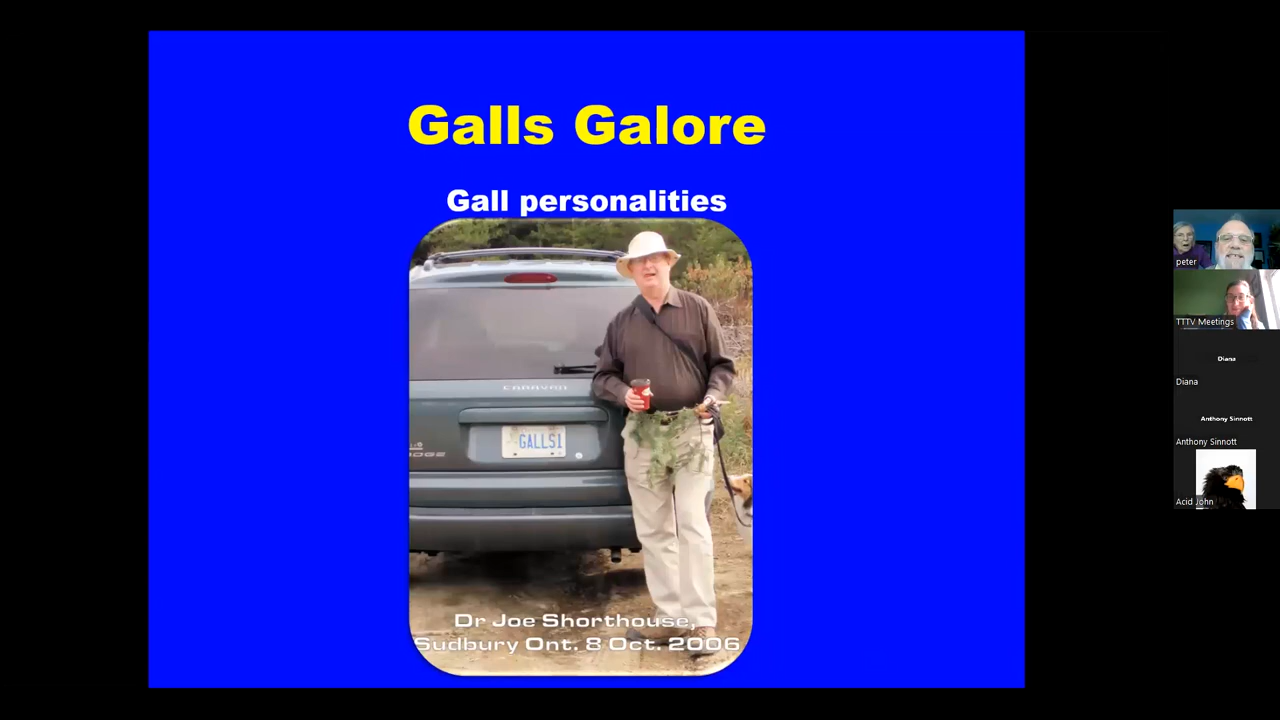 Galls Galore
Gall personalities
CARAVAN
GALLS1
Dr Joe Shorthouse,
Sudbury Ont. 8 Oct. 2006
peter
TTTV Meetings
Diana
Diana
Anthony Sinnott
Anthony Sinnott
Acid John